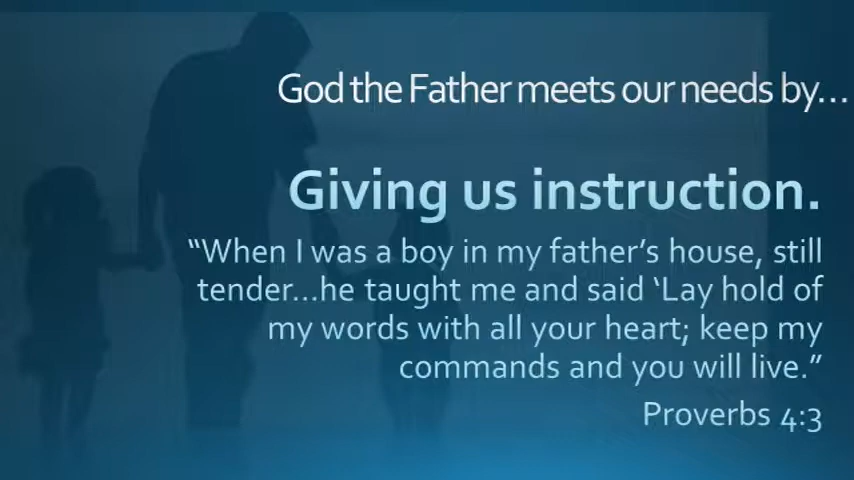 God the Father meets our needs by...
Giving us instruction.
“When I was a boy in my father’s house, still
tender...he taught me and said ‘Lay hold of
my words with all your heart; keep my
commands and you will live.”
Proverbs 4:3